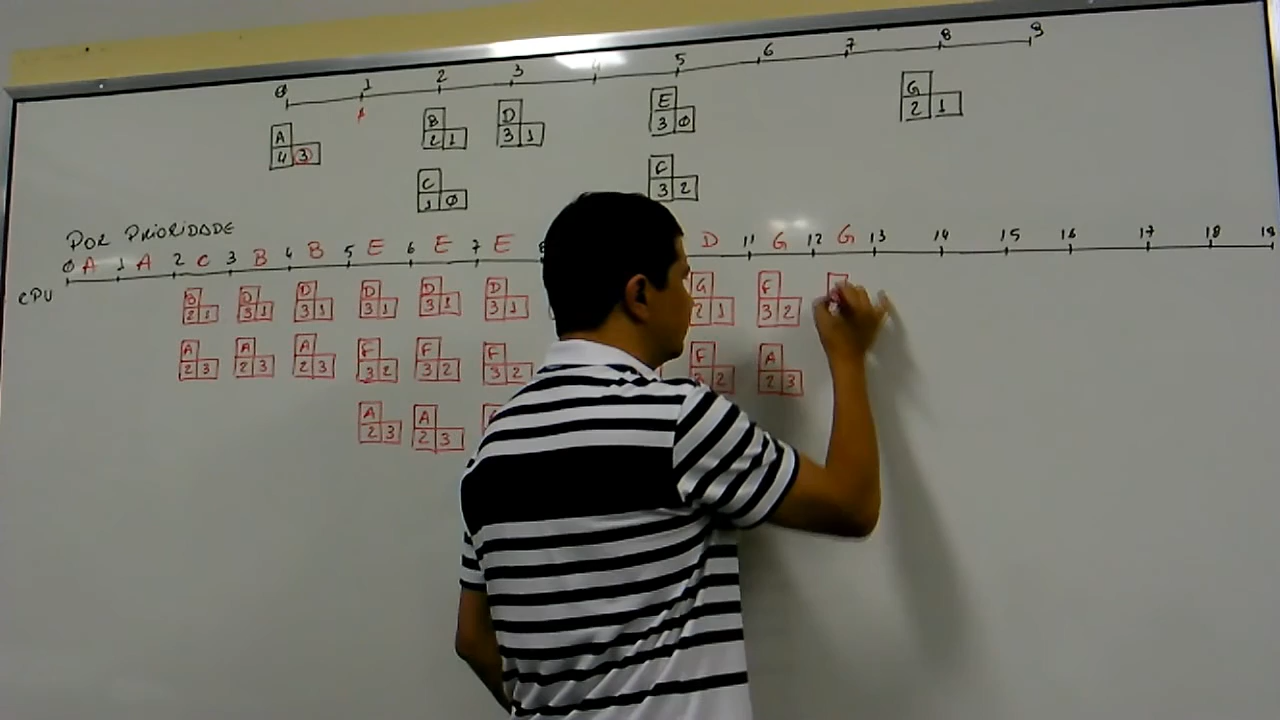 0 1 2 3 4 5 6 7 8 9
A B D E G
4 3 2 1 3 1 3 0 2 1
C F
1 0 3 2
POR PRIORIDADE
0 A 1 A 2 C 3 B 4 B 5 E 6 E 7 E D 11 G 12 G 13 14 15 16 17 18 19
CPU
B D D D D D G F
2 1 3 1 3 1 3 1 3 1 3 1 2 1 3 2
A A A F F F F A
2 3 2 3 2 3 3 2 3 2 3 2 2 2 3
A A
2 3 2 3